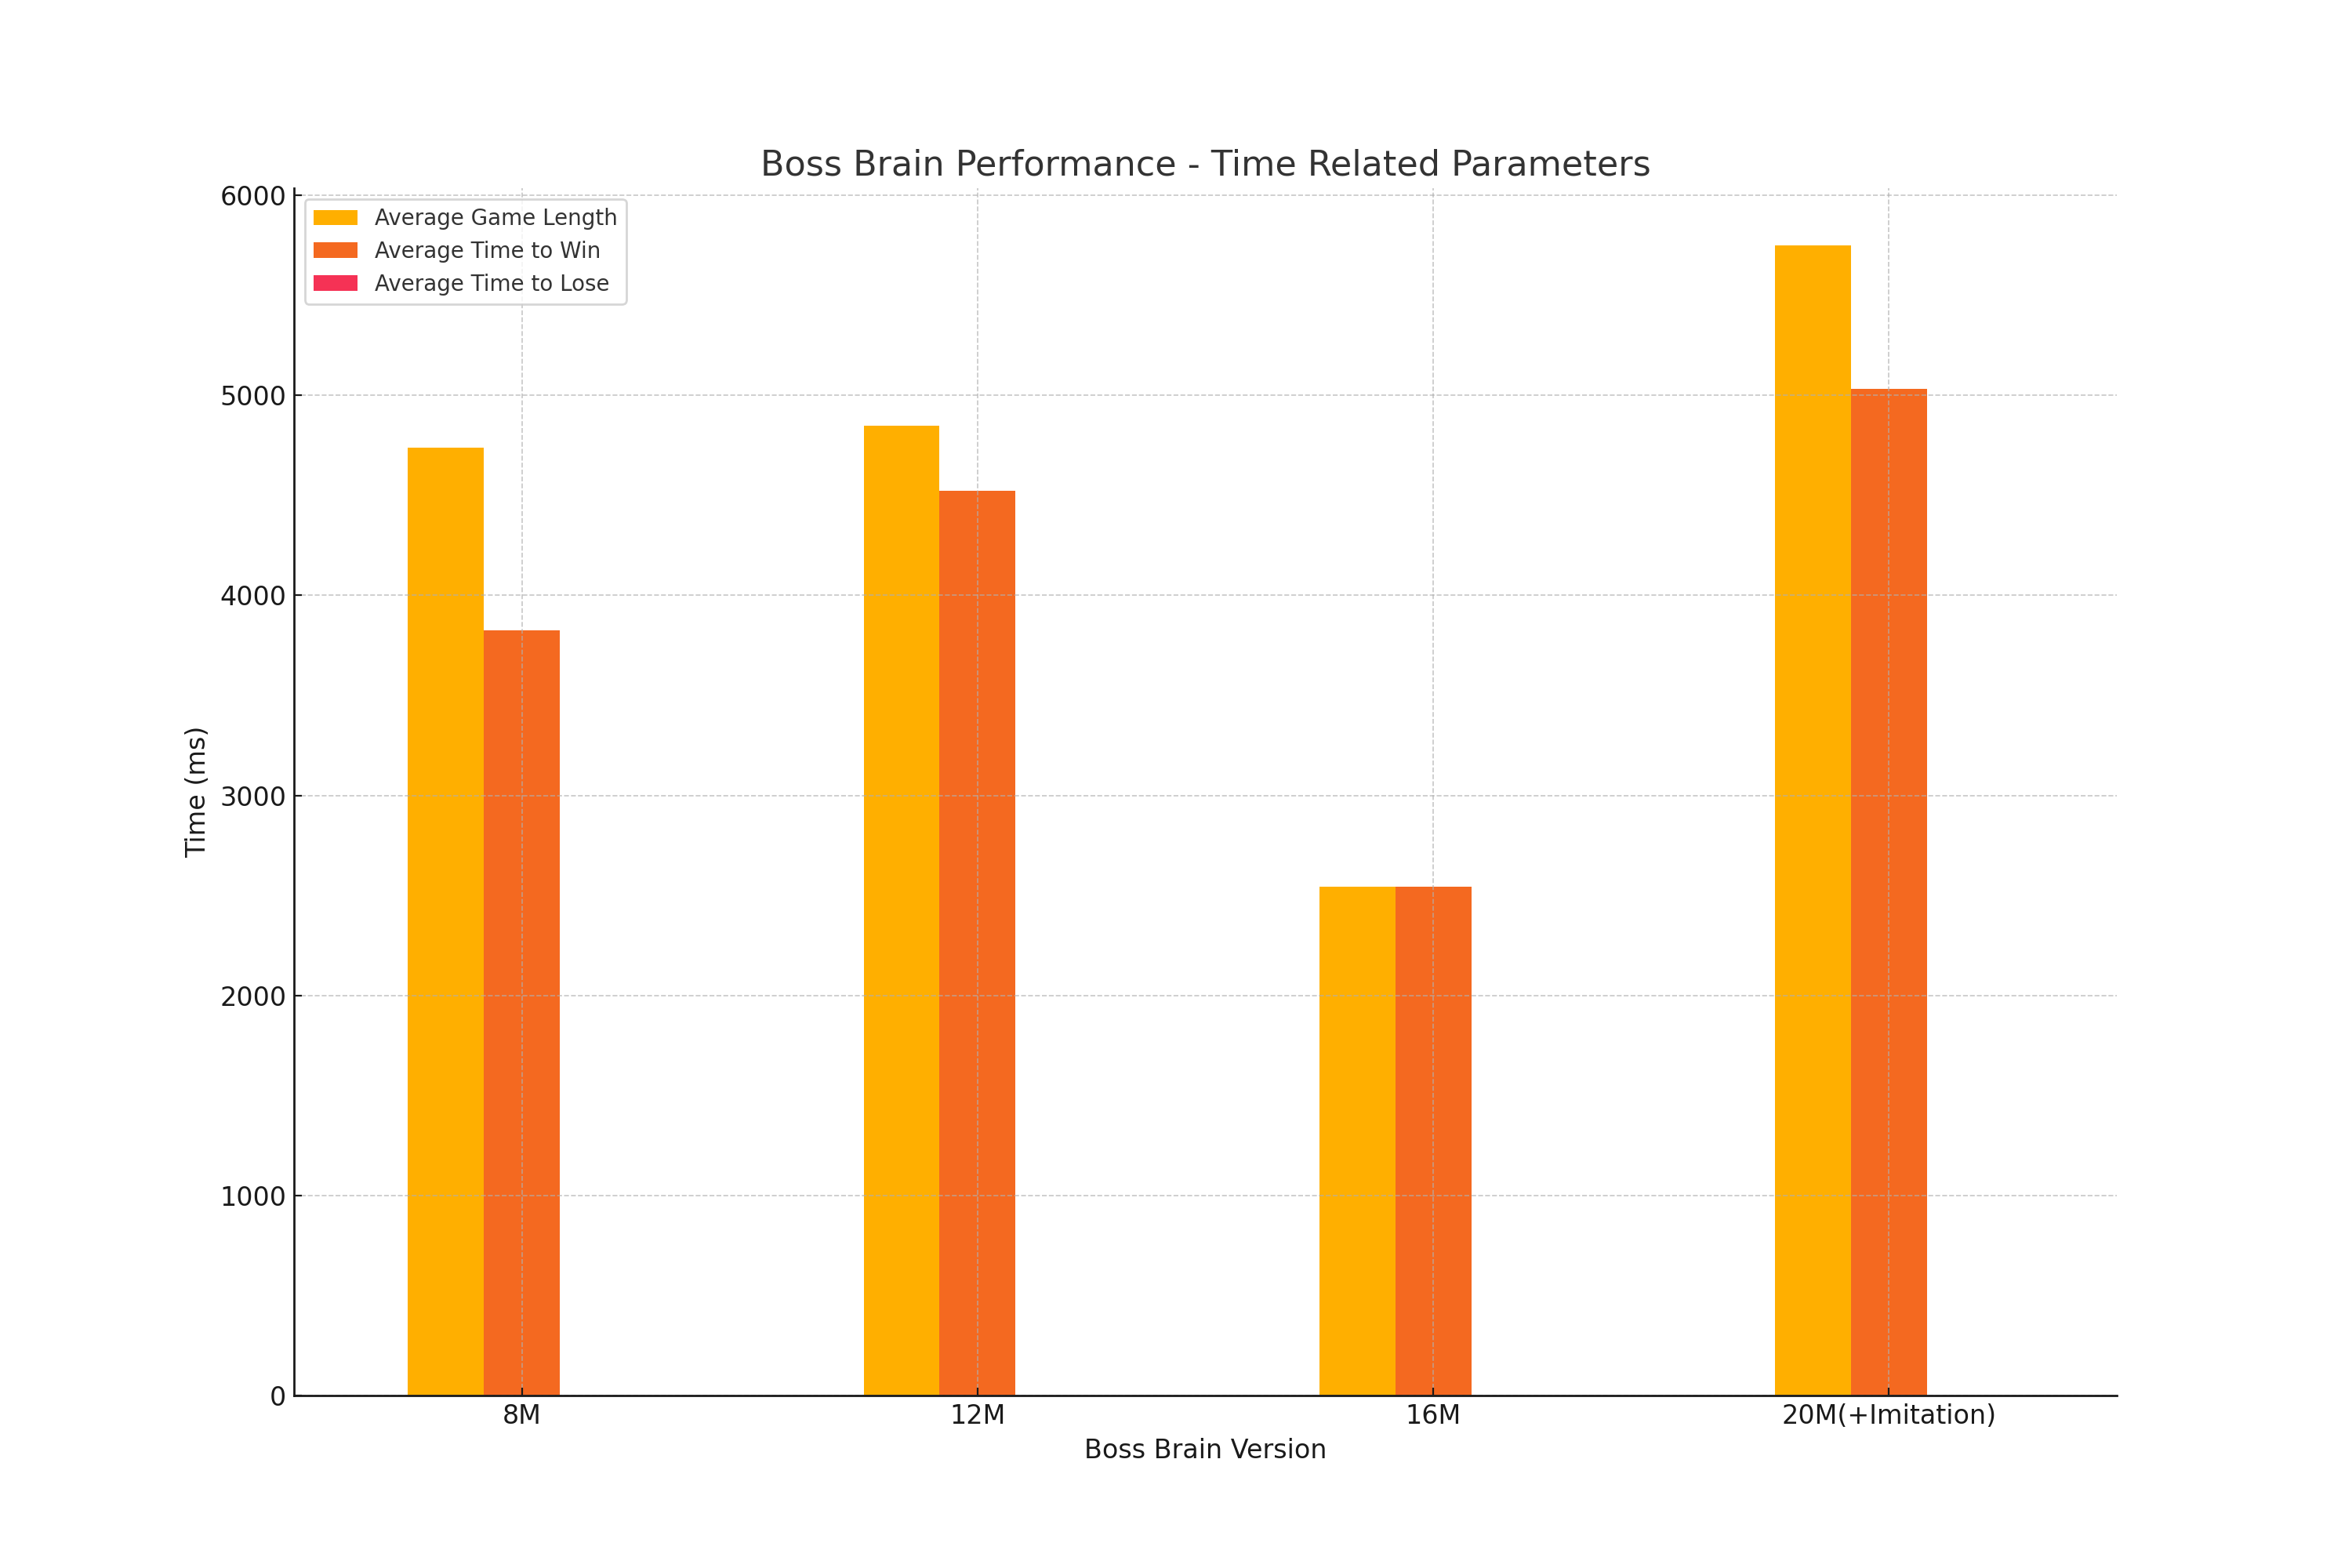 Boss Brain Performance - Time Related Parameters
6000
Average Game Length
Average Time to Win
Average Time to Lose
5000
4000
3000
2000
1000
0
Time (ms)
8M
12M
16M
20M(+Imitation)
Boss Brain Version